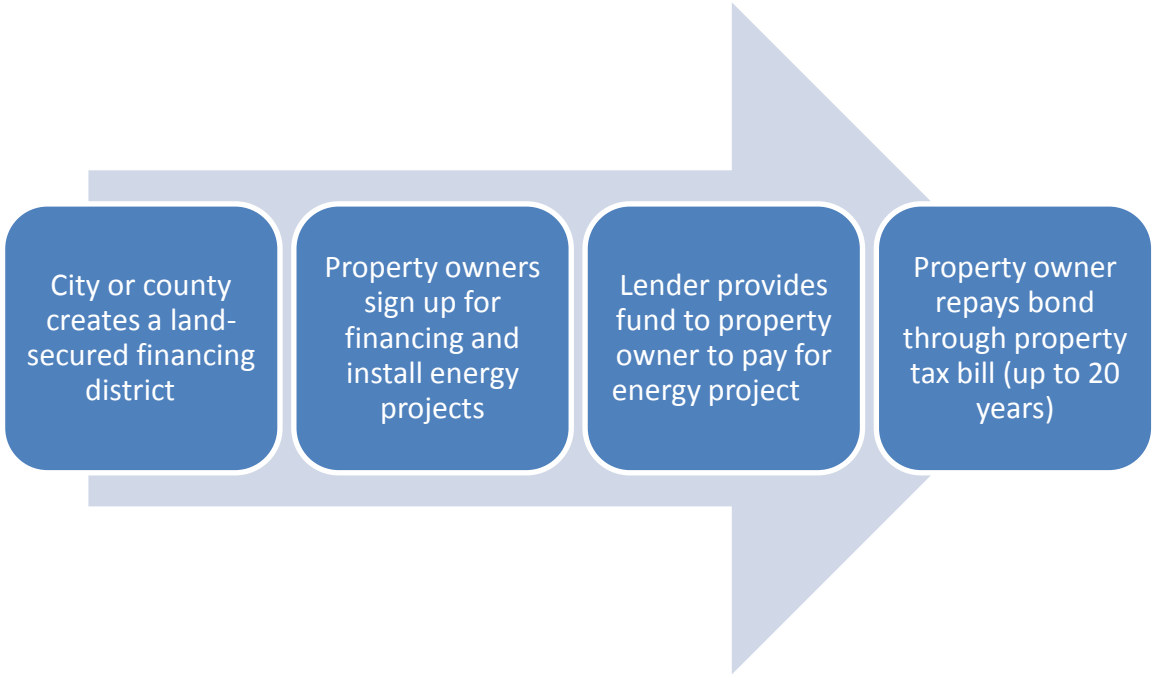 City or county
creates a land-
secured financing
district
Property owners
sign up for
financing and
install energy
projects
Lender provides
fund to property
owner to pay for
energy project
Property owner
repays bond
through property
tax bill (up to 20
years)